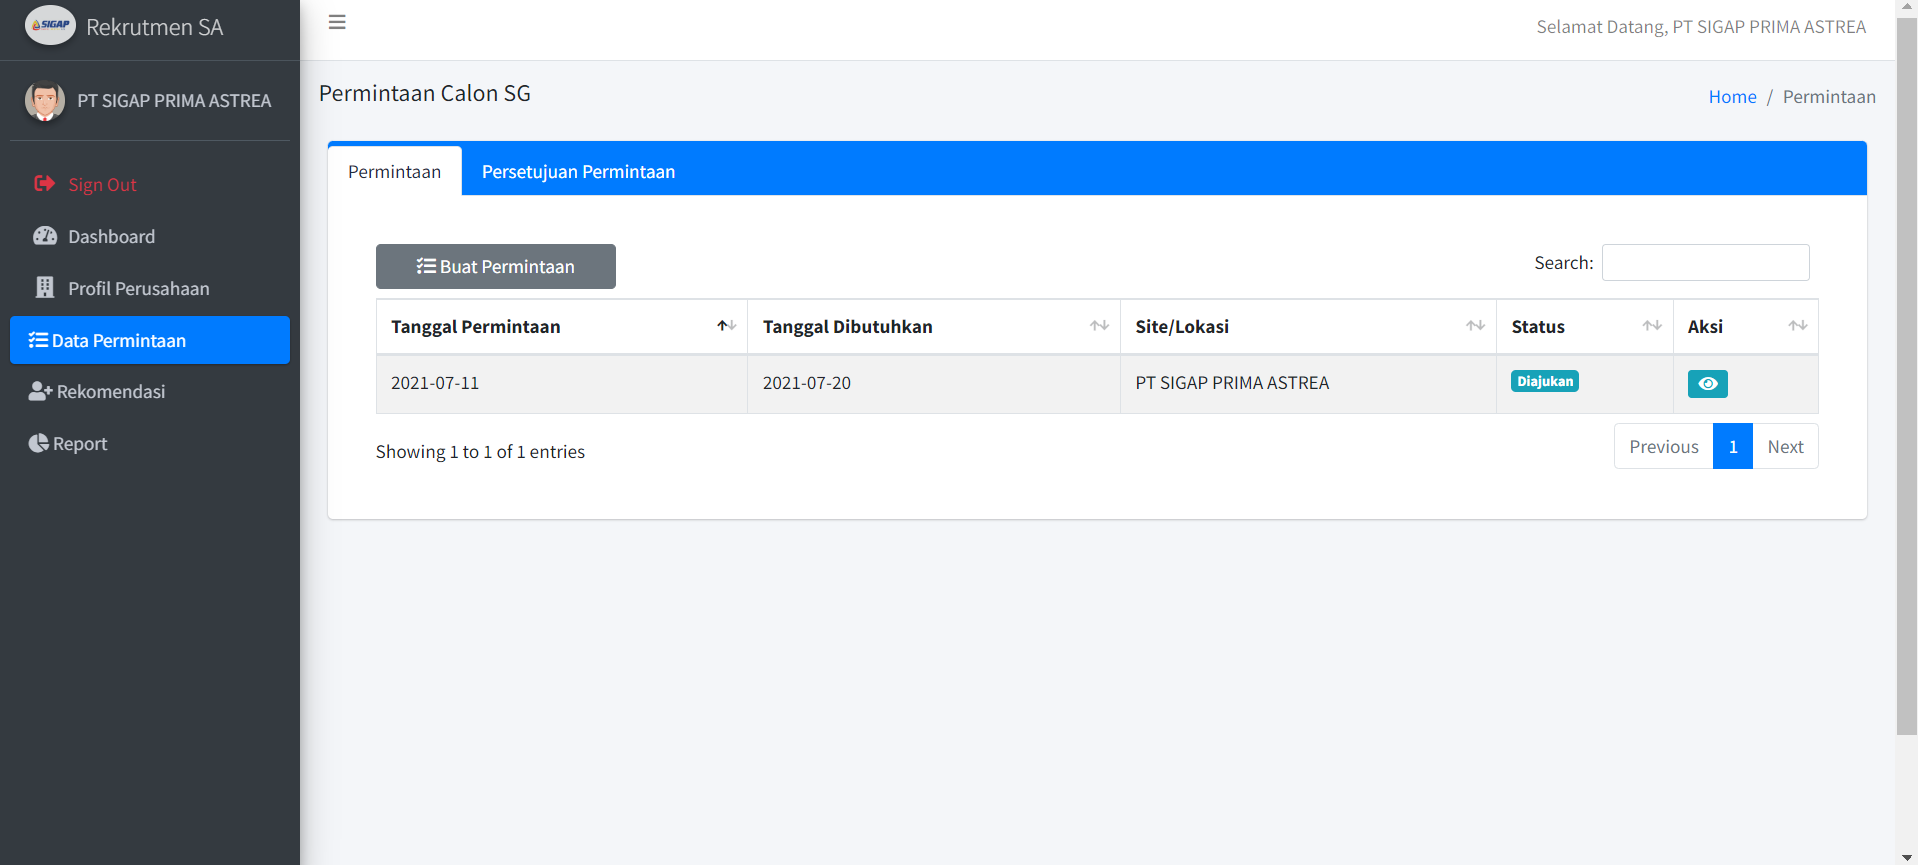 SIGAP
Rekrutmen SA
Selamat Datang, PT SIGAP PRIMA ASTREA
PT SIGAP PRIMA ASTREA
Sign Out
Dashboard
Profil Perusahaan
Data Permintaan
Rekomendasi
Report
Permintaan Calon SG
Home / Permintaan
Permintaan Persetujuan Permintaan
Buat Permintaan
Search:
Tanggal Permintaan Tanggal Dibutuhkan Site/Lokasi Status Aksi
2021-07-11 2021-07-20 PT SIGAP PRIMA ASTREA Diajukan
Showing 1 to 1 of 1 entries
Previous 1 Next